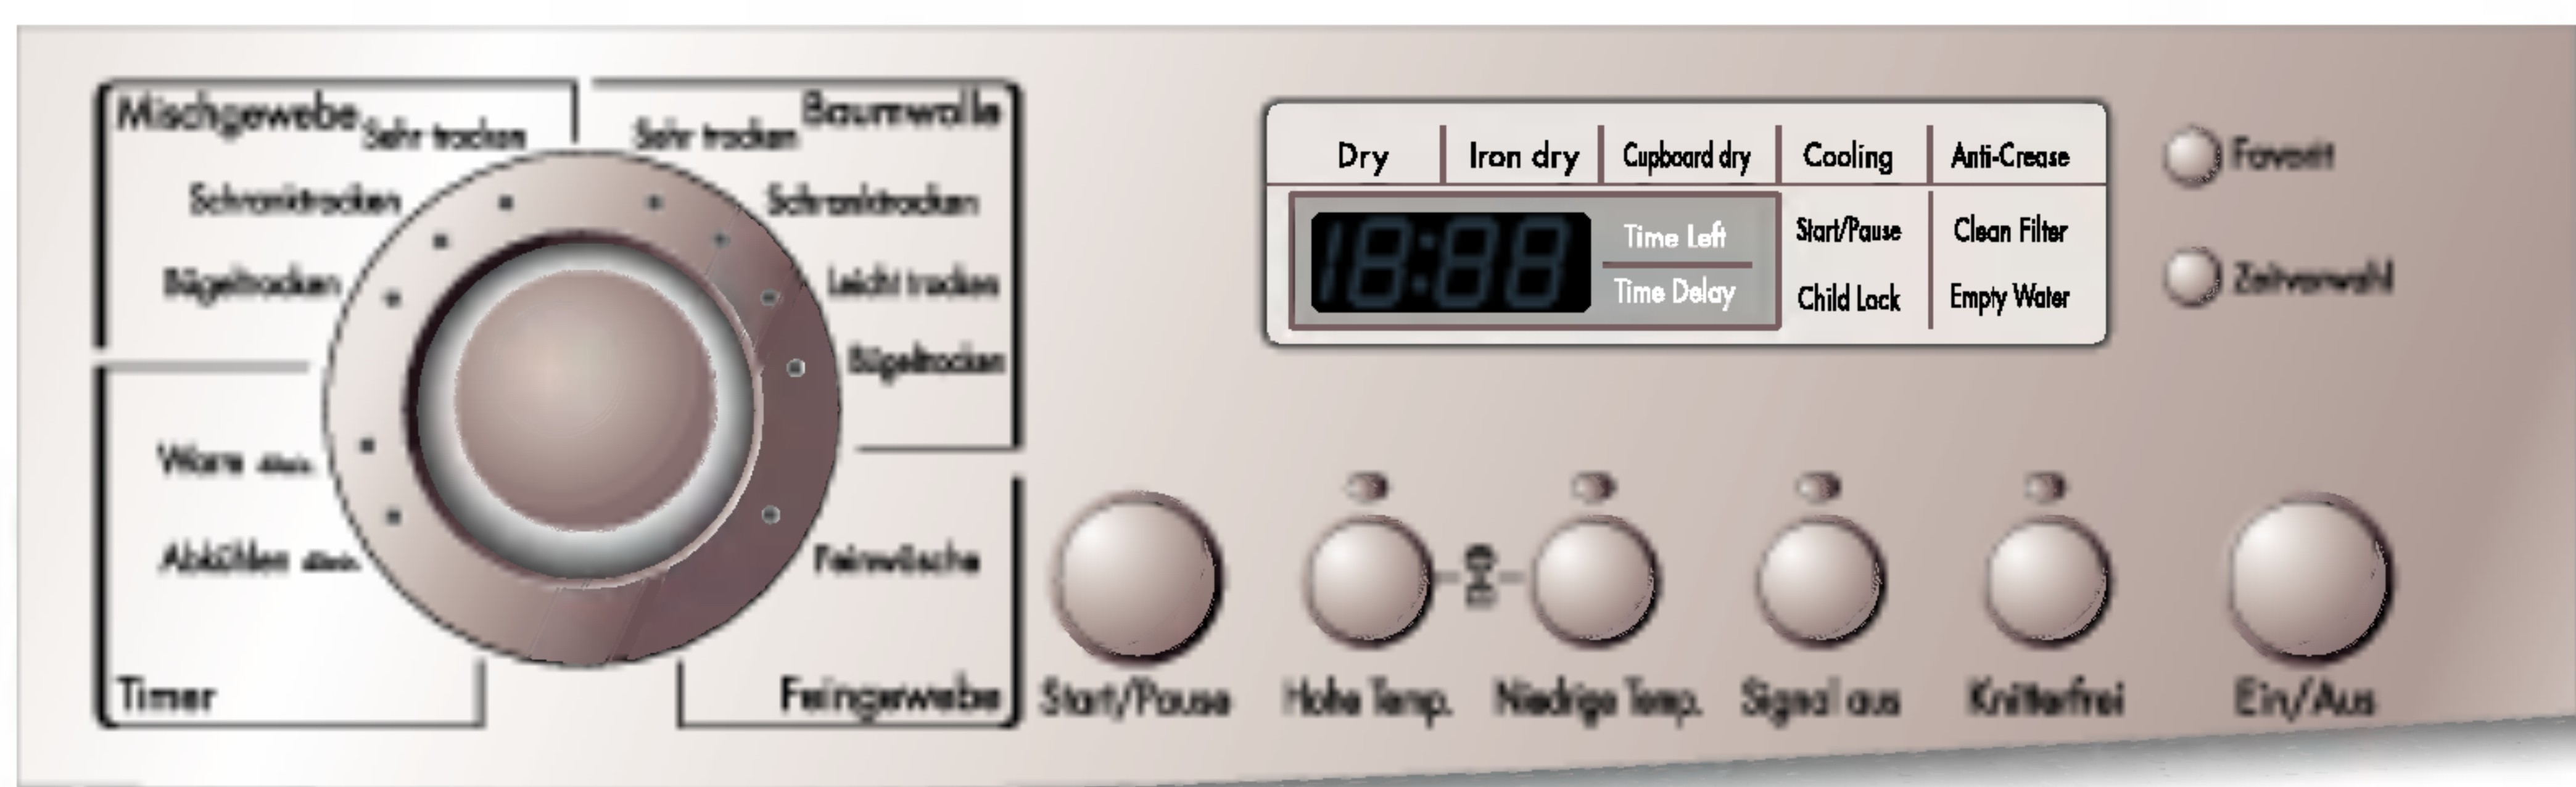 Mischgewebe
Sehr trocken
Schranktrocken
Bügeltrocken
Sehr trocken
Baumwolle
Schranktrocken
Leicht trocken
Bügeltrocken
Warm
Abkühlen
Timer
Feinwäsche
Feingewebe
Dry Iron dry Cupboard dry Cooling Anti-Crease
18:88 Time Left Start/Pause Clean Filter
Time Delay Child Lock Empty Water
Favorit
Zeitvorwahl
Start/Pause Hohe Temp. Niedrige Temp. Signal aus Knitterfrei Ein/Aus